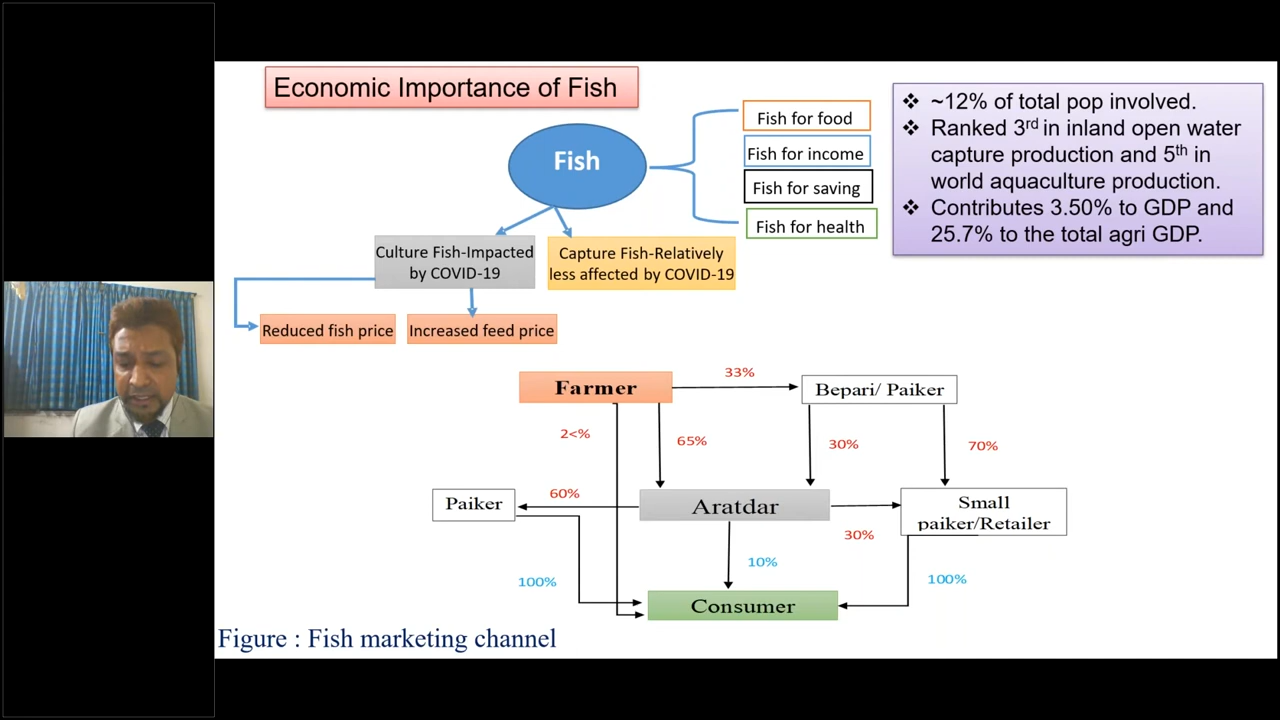 Economic Importance of Fish
Fish
Fish for food
Fish for income
Fish for saving
Fish for health
❖ ~12% of total pop involved.
❖ Ranked 3rd in inland open water
capture production and 5th in
world aquaculture production.
❖ Contributes 3.50% to GDP and
25.7% to the total agri GDP.
Culture Fish-Impacted
by COVID-19
Capture Fish-Relatively
less affected by COVID-19
Reduced fish price
Increased feed price
Farmer
33%
Bepari/ Paiker
2<%
65%
30%
70%
Paiker
60%
Aratdar
30%
Small
paiker/Retailer
100%
10%
100%
Consumer
Figure : Fish marketing channel